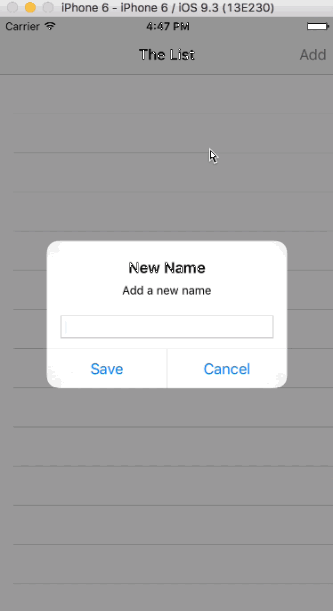 iPhone 6 - iPhone 6 / iOS 9.3 (13E230)
Carrier 4:47 PM
The List Add
New Name
Add a new name
Save Cancel